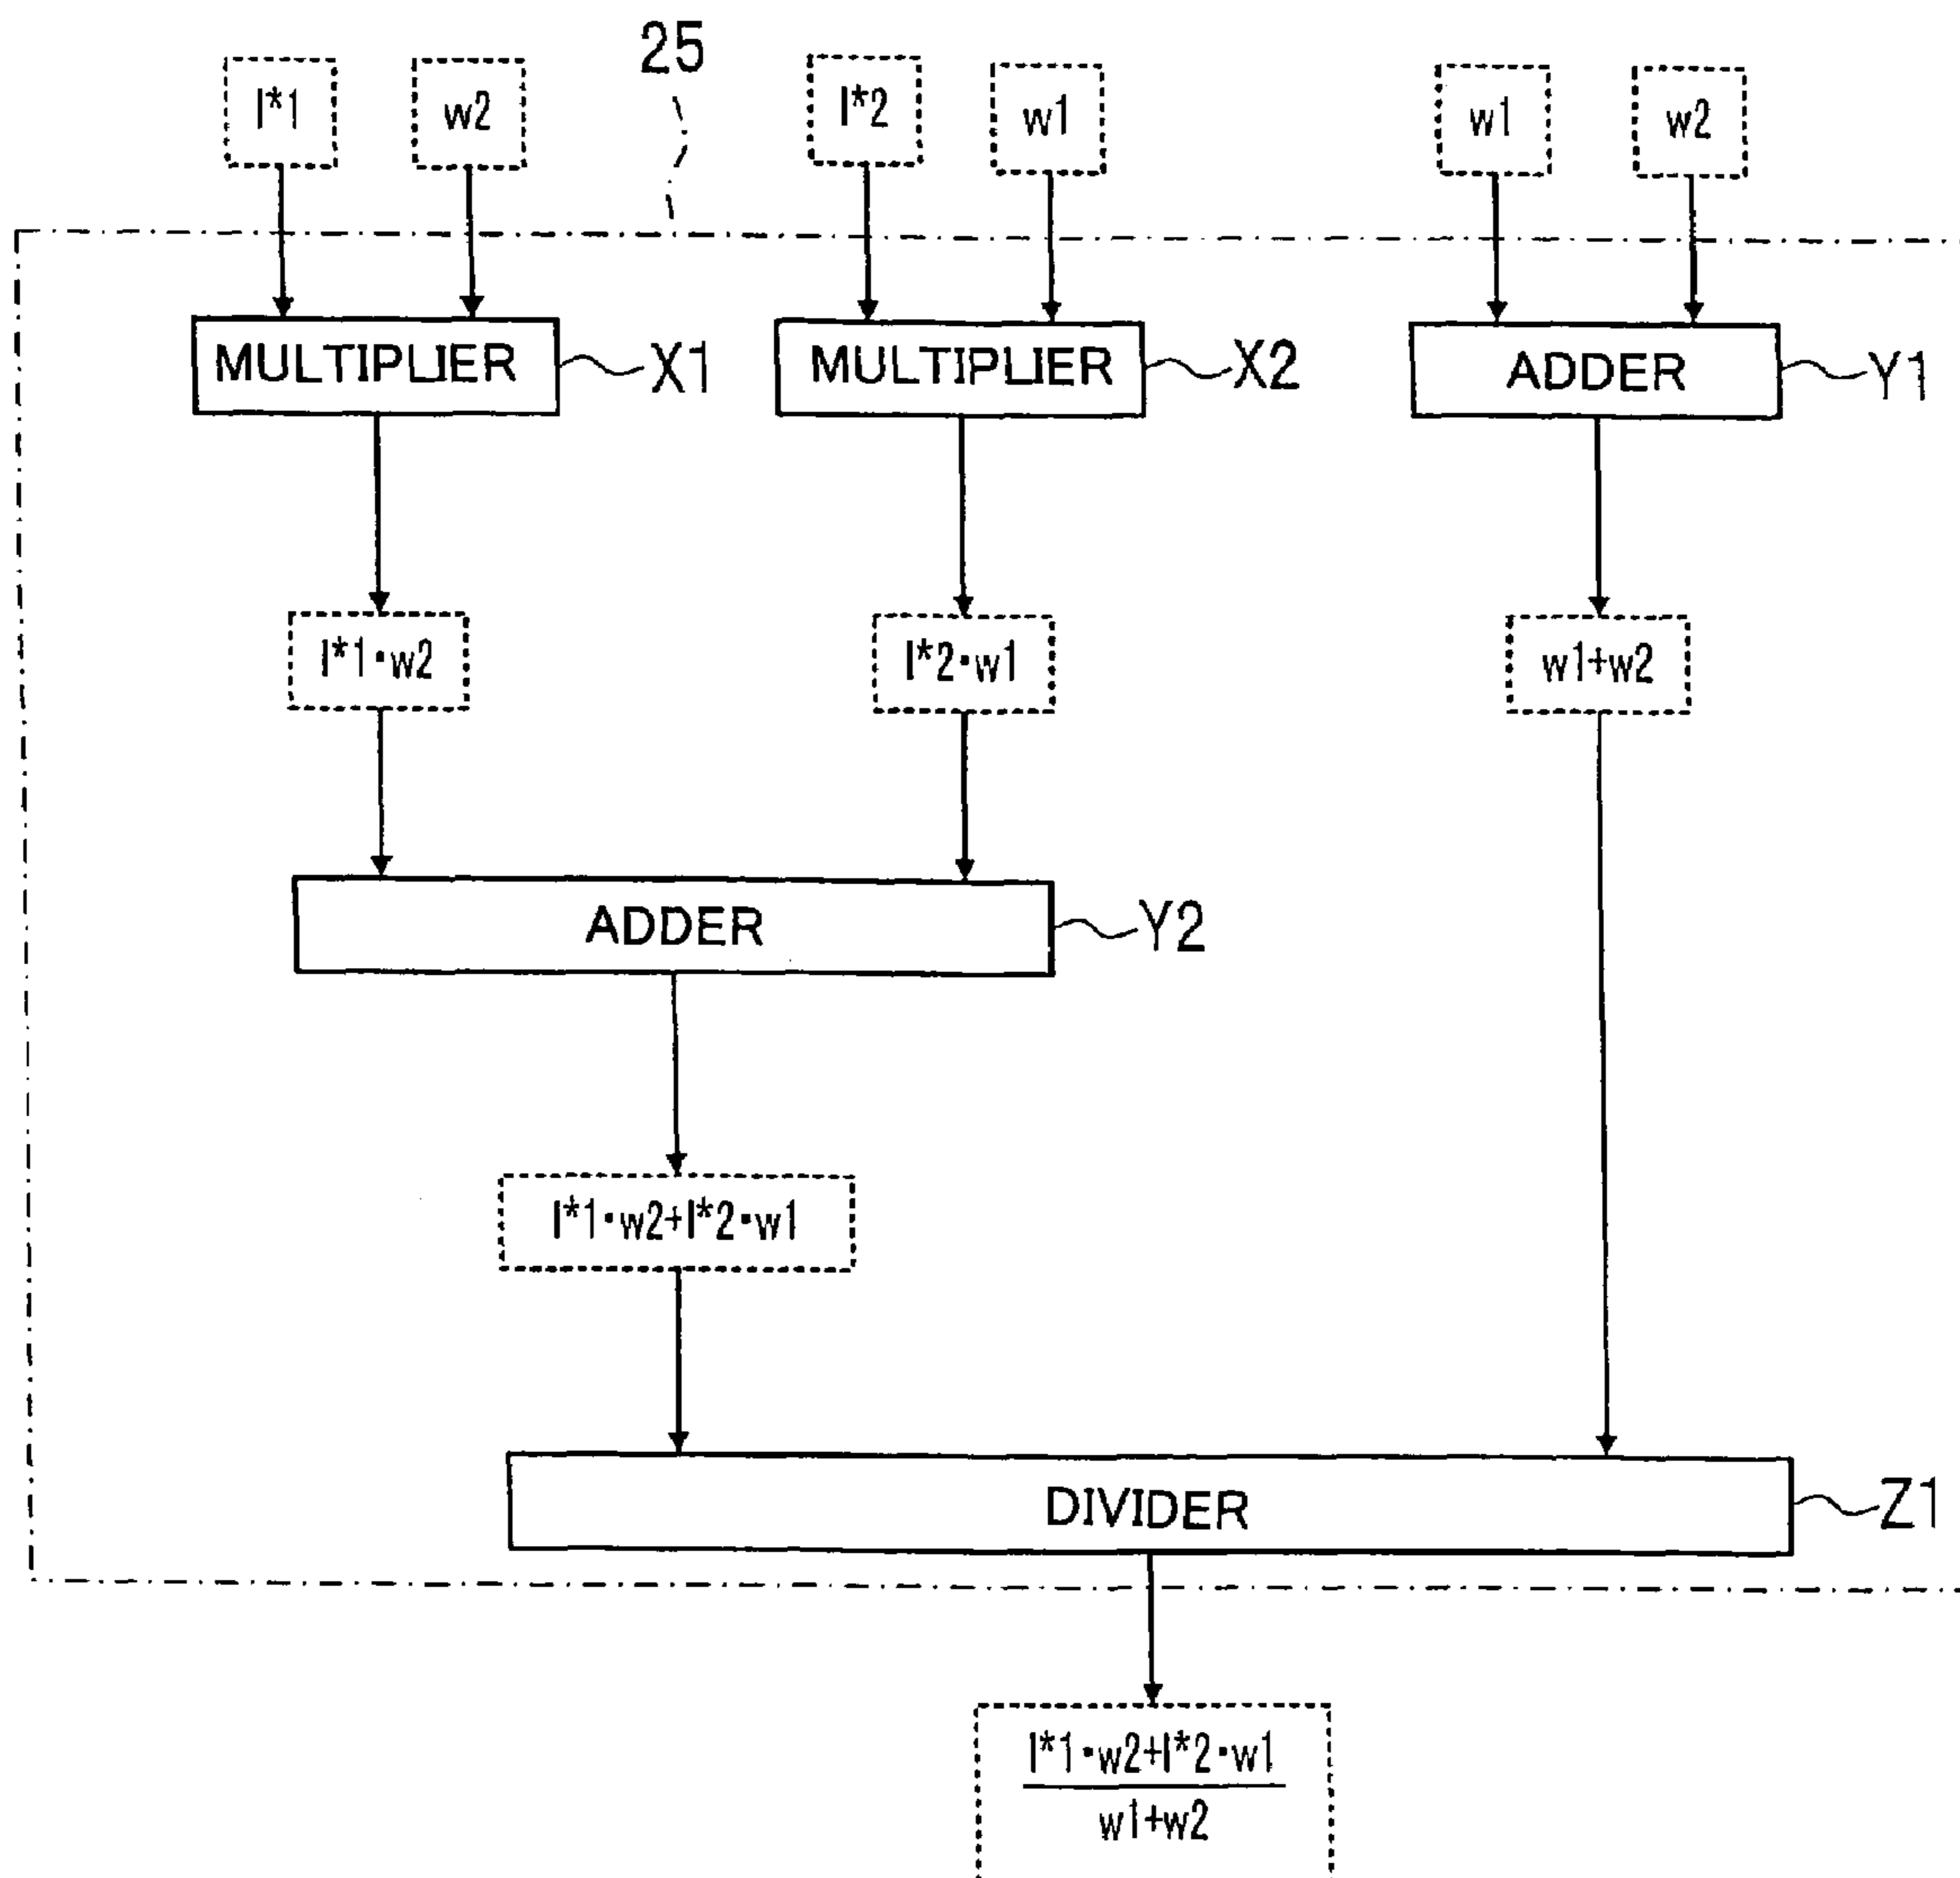 25
I*1
w2
I*2
w1
w1
w2
MULTIPLIER
X1
MULTIPLIER
X2
ADDER
Y1
I*1·w2
I*2·w1
w1+w2
ADDER
Y2
I*1·w2+I*2·w1
DIVIDER
Z1
I*1·w2+I*2·w1
w1+w2